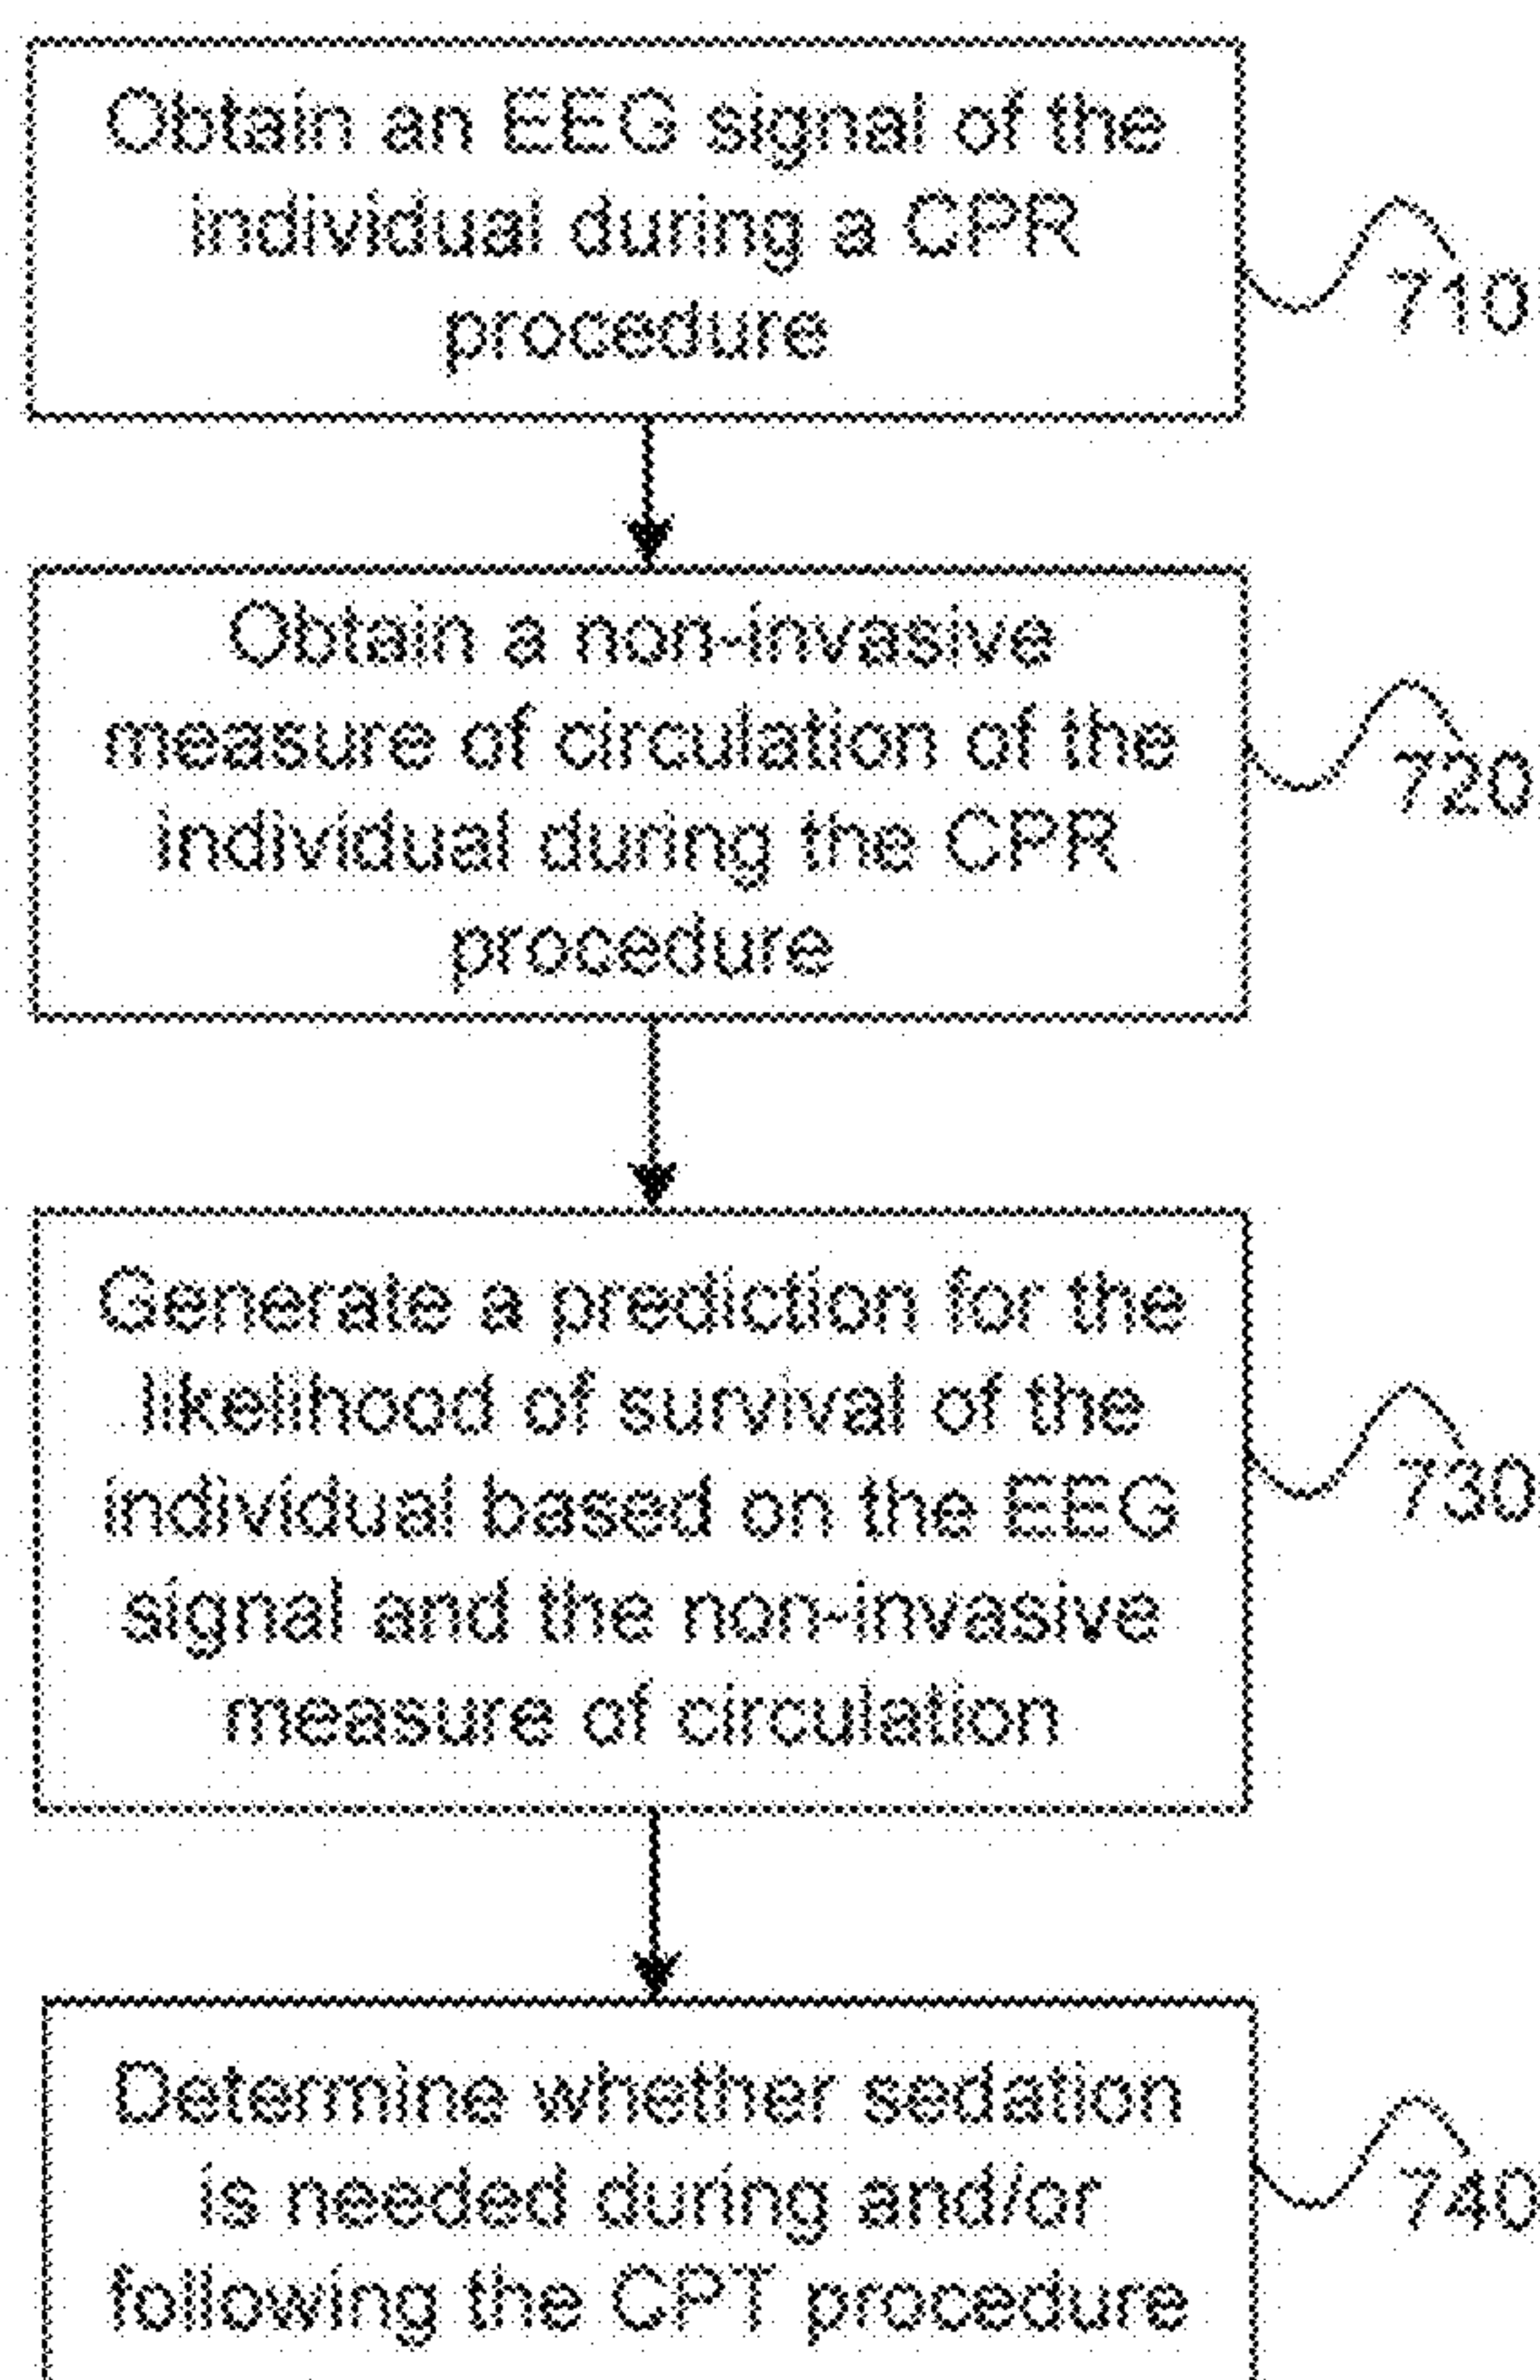 Obtain an EEG signal of the
individual during a CPR
procedure
710
Obtain a non-invasive
measure of circulation of the
individual during the CPR
procedure
720
Generate a prediction for the
likelihood of survival of the
individual based on the EEG
signal and the non-invasive
measure of circulation
730
Determine whether sedation
is needed during and/or
following the CPT procedure
740